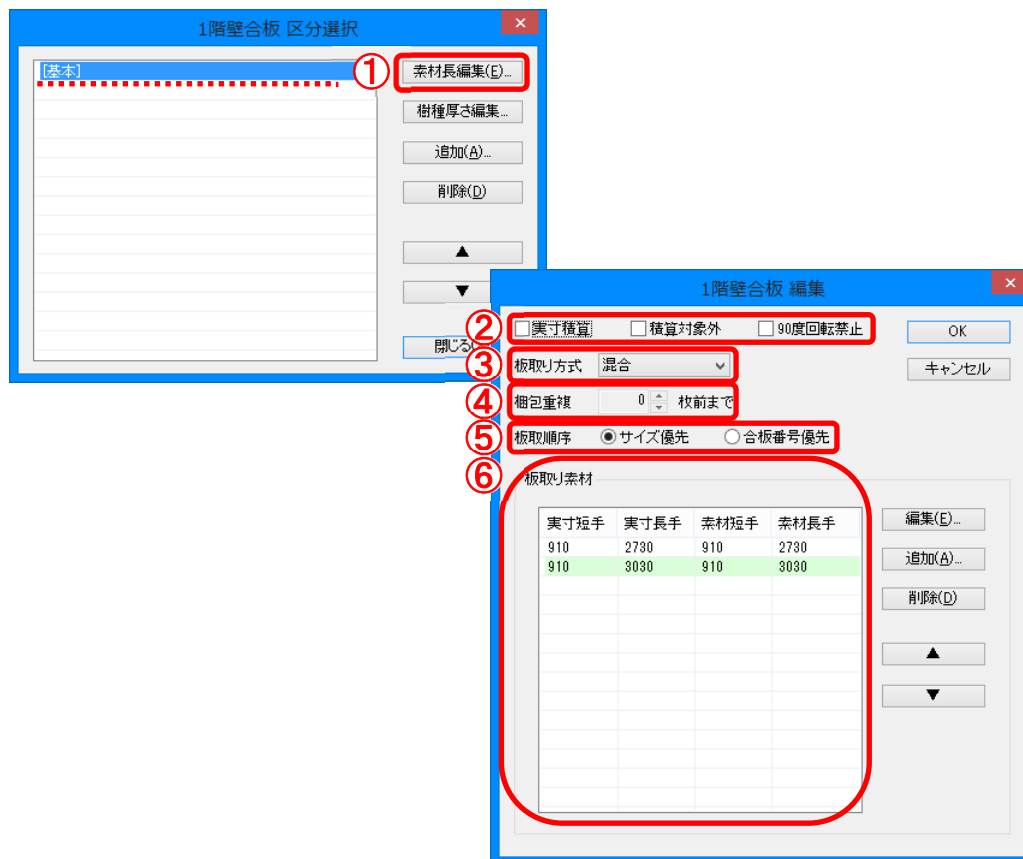 1階壁合板 区分選択
[基本]
① 素材長編集(E)...
樹種厚さ編集...
追加(A)...
削除(D)
▲
▼
閉じる
1階壁合板 編集
② 実寸積算 積算対象外 90度回転禁止 OK
③ 板取り方式 混合 キャンセル
④ 梱包重複 0 枚前まで
⑤ 板取順序 サイズ優先 合板番号優先
⑥ 板取り素材
実寸短手 実寸長手 素材短手 素材長手 編集(E)...
910 2730 910 2730
910 3030 910 3030
追加(A)...
削除(D)
▲
▼